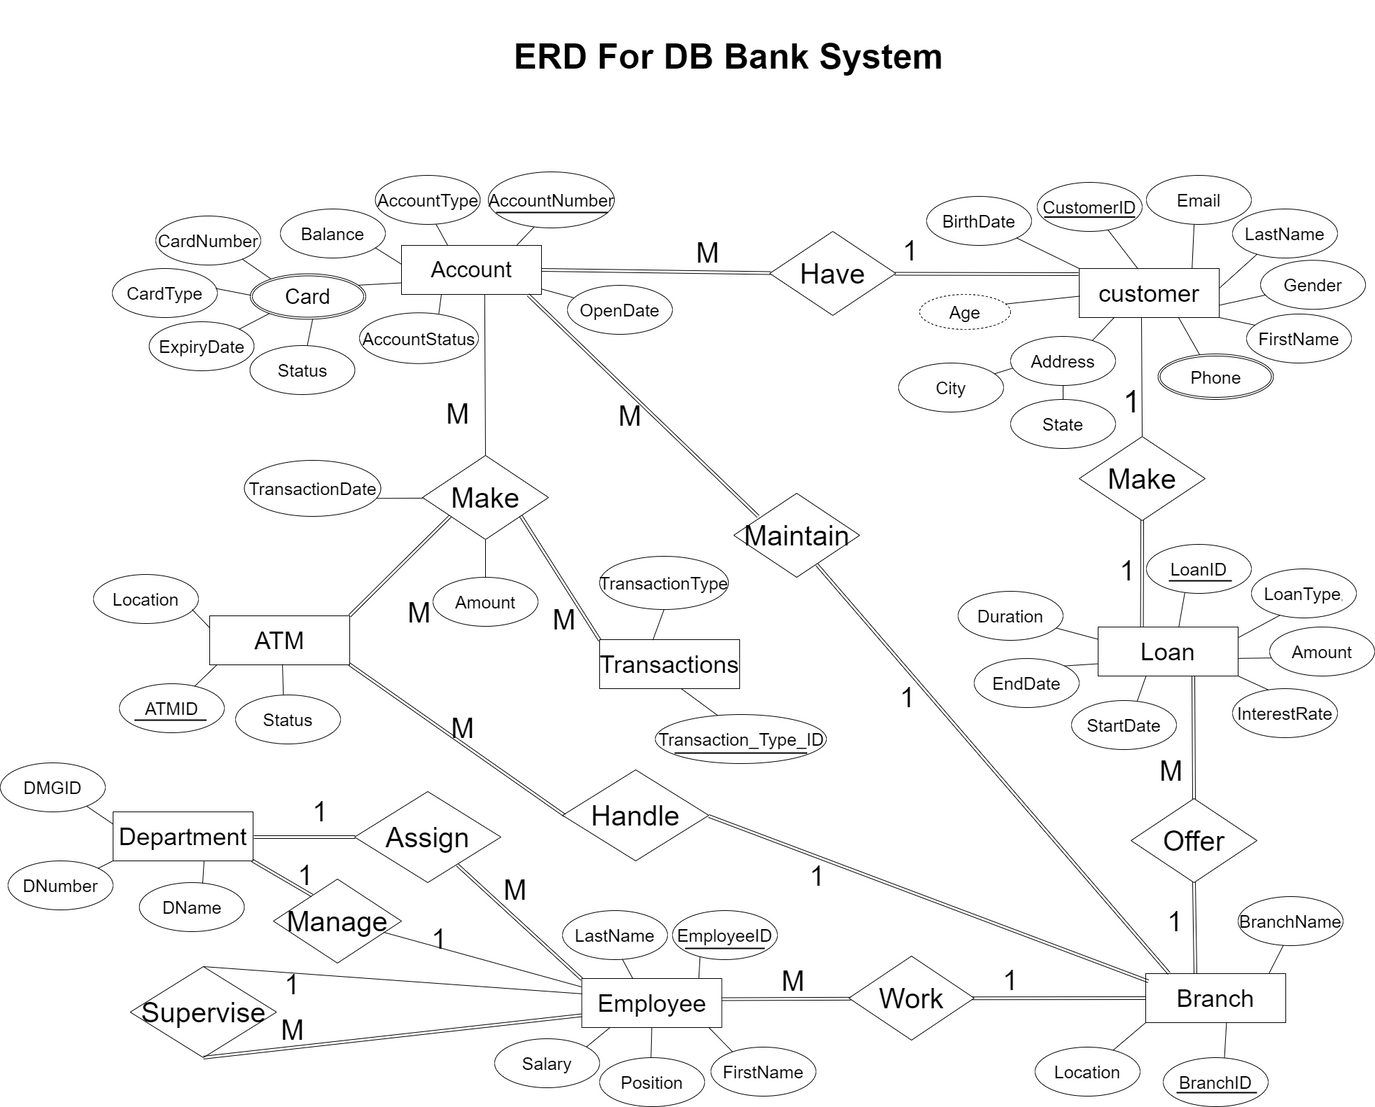 ERD For DB Bank System
AccountType
AccountNumber
CustomerID
Email
BirthDate
LastName
CardNumber
Balance
M
1
Account
Have
customer
Gender
CardType
Card
OpenDate
Age
FirstName
ExpiryDate
AccountStatus
Status
Address
Phone
City
State
M
M
1
TransactionDate
Make
Make
Maintain
1
LoanID
TransactionType
LoanType
Location
M
Amount
M
Duration
ATM
Transactions
Loan
Amount
EndDate
1
ATMID
Status
StartDate
InterestRate
M
Transaction_Type_ID
M
DMGID
1
Department
Assign
Handle
Offer
1
M
1
DNumber
DName
Manage
1
LastName
EmployeeID
1
BranchName
1
M
1
Supervise
M
Employee
Work
Branch
Salary
Position
FirstName
Location
BranchID